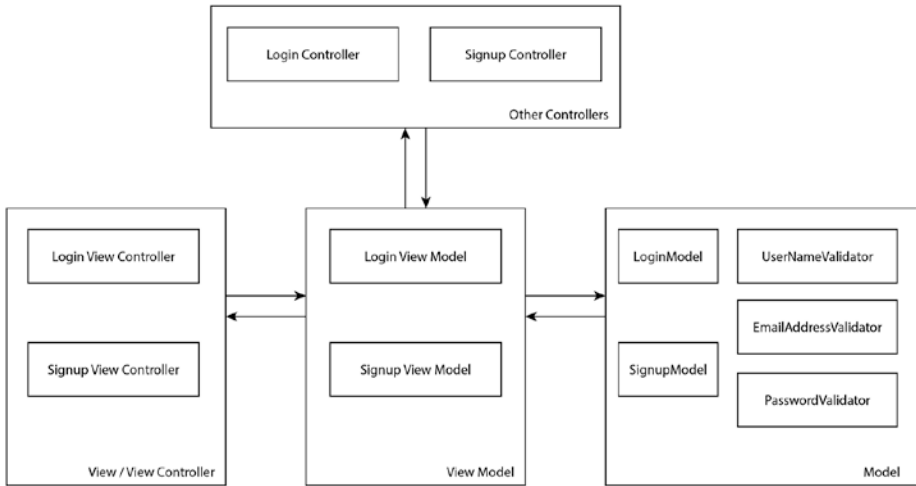 Login Controller
Signup Controller
Other Controllers
Login View Controller
Signup View Controller
View / View Controller
Login View Model
Signup View Model
View Model
LoginModel
UserNameValidator
EmailAddressValidator
SignupModel
PasswordValidator
Model